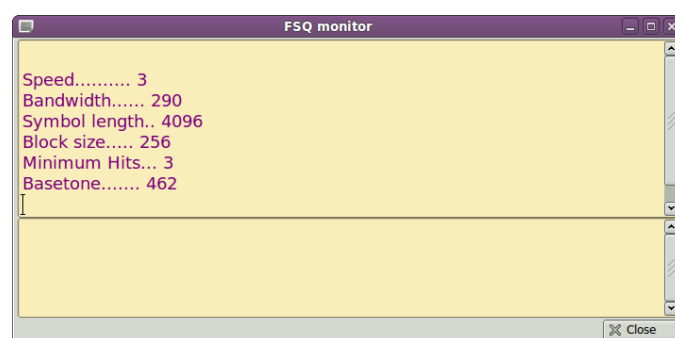 FSQ monitor
Speed.......... 3
Bandwidth...... 290
Symbol length.. 4096
Block size..... 256
Minimum Hits... 3
Basetone....... 462
Close